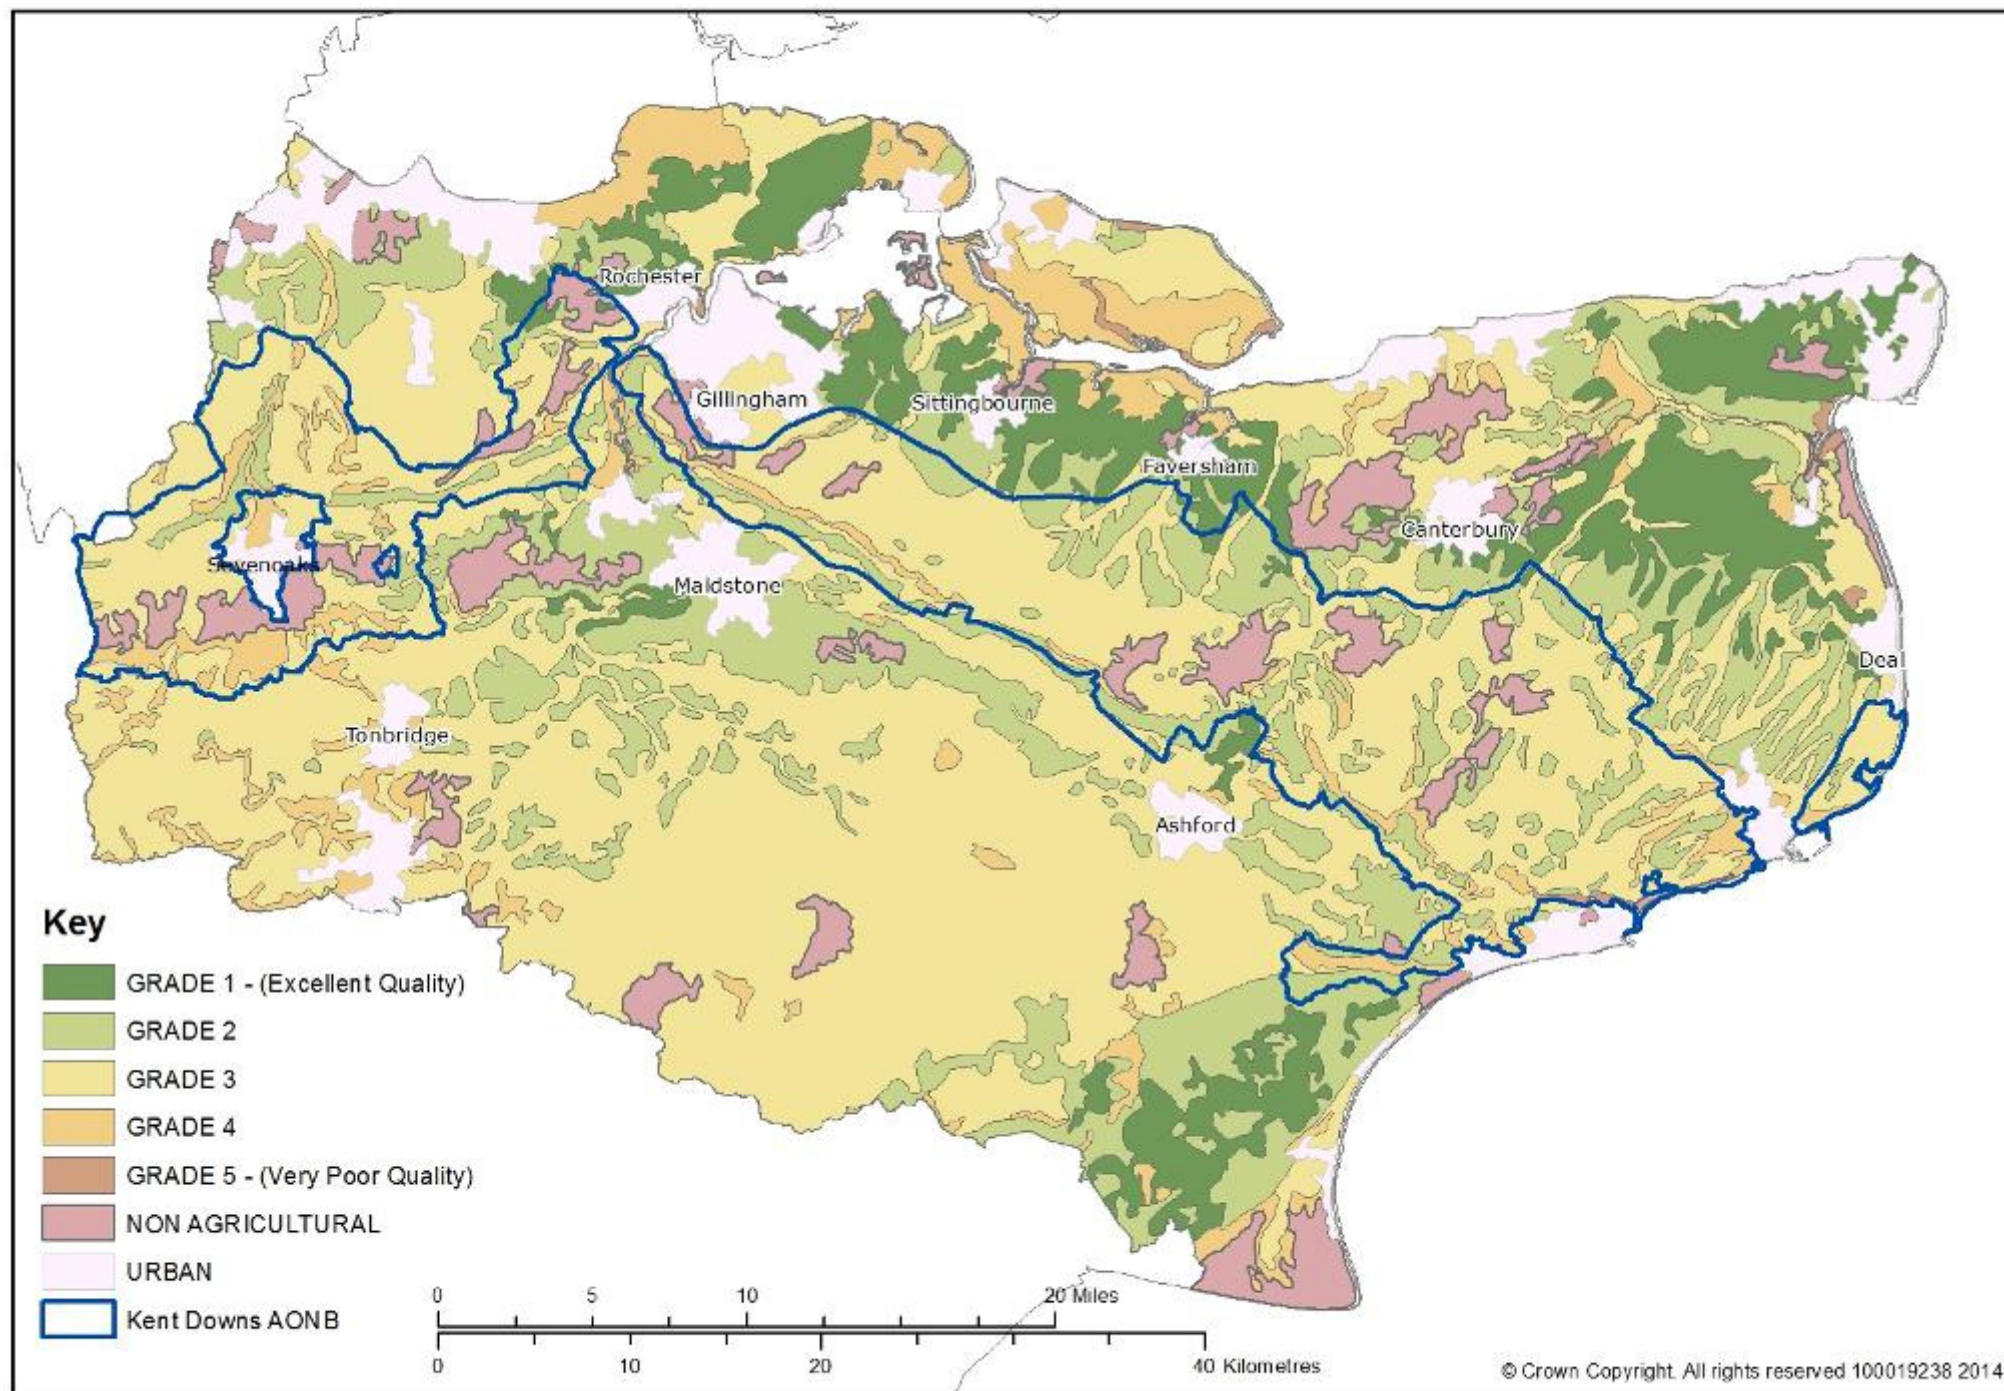 Rochester
Gillingham
Sittingbourne
Faversham
Canterbury
Sevenoaks
Maidstone
Deal
Tonbridge
Ashford
Key
GRADE 1 - (Excellent Quality)
GRADE 2
GRADE 3
GRADE 4
GRADE 5 - (Very Poor Quality)
NON AGRICULTURAL
URBAN
Kent Downs AONB
0 5 10 20 Miles
0 10 20 40 Kilometres
© Crown Copyright. All rights reserved 100019238 2014